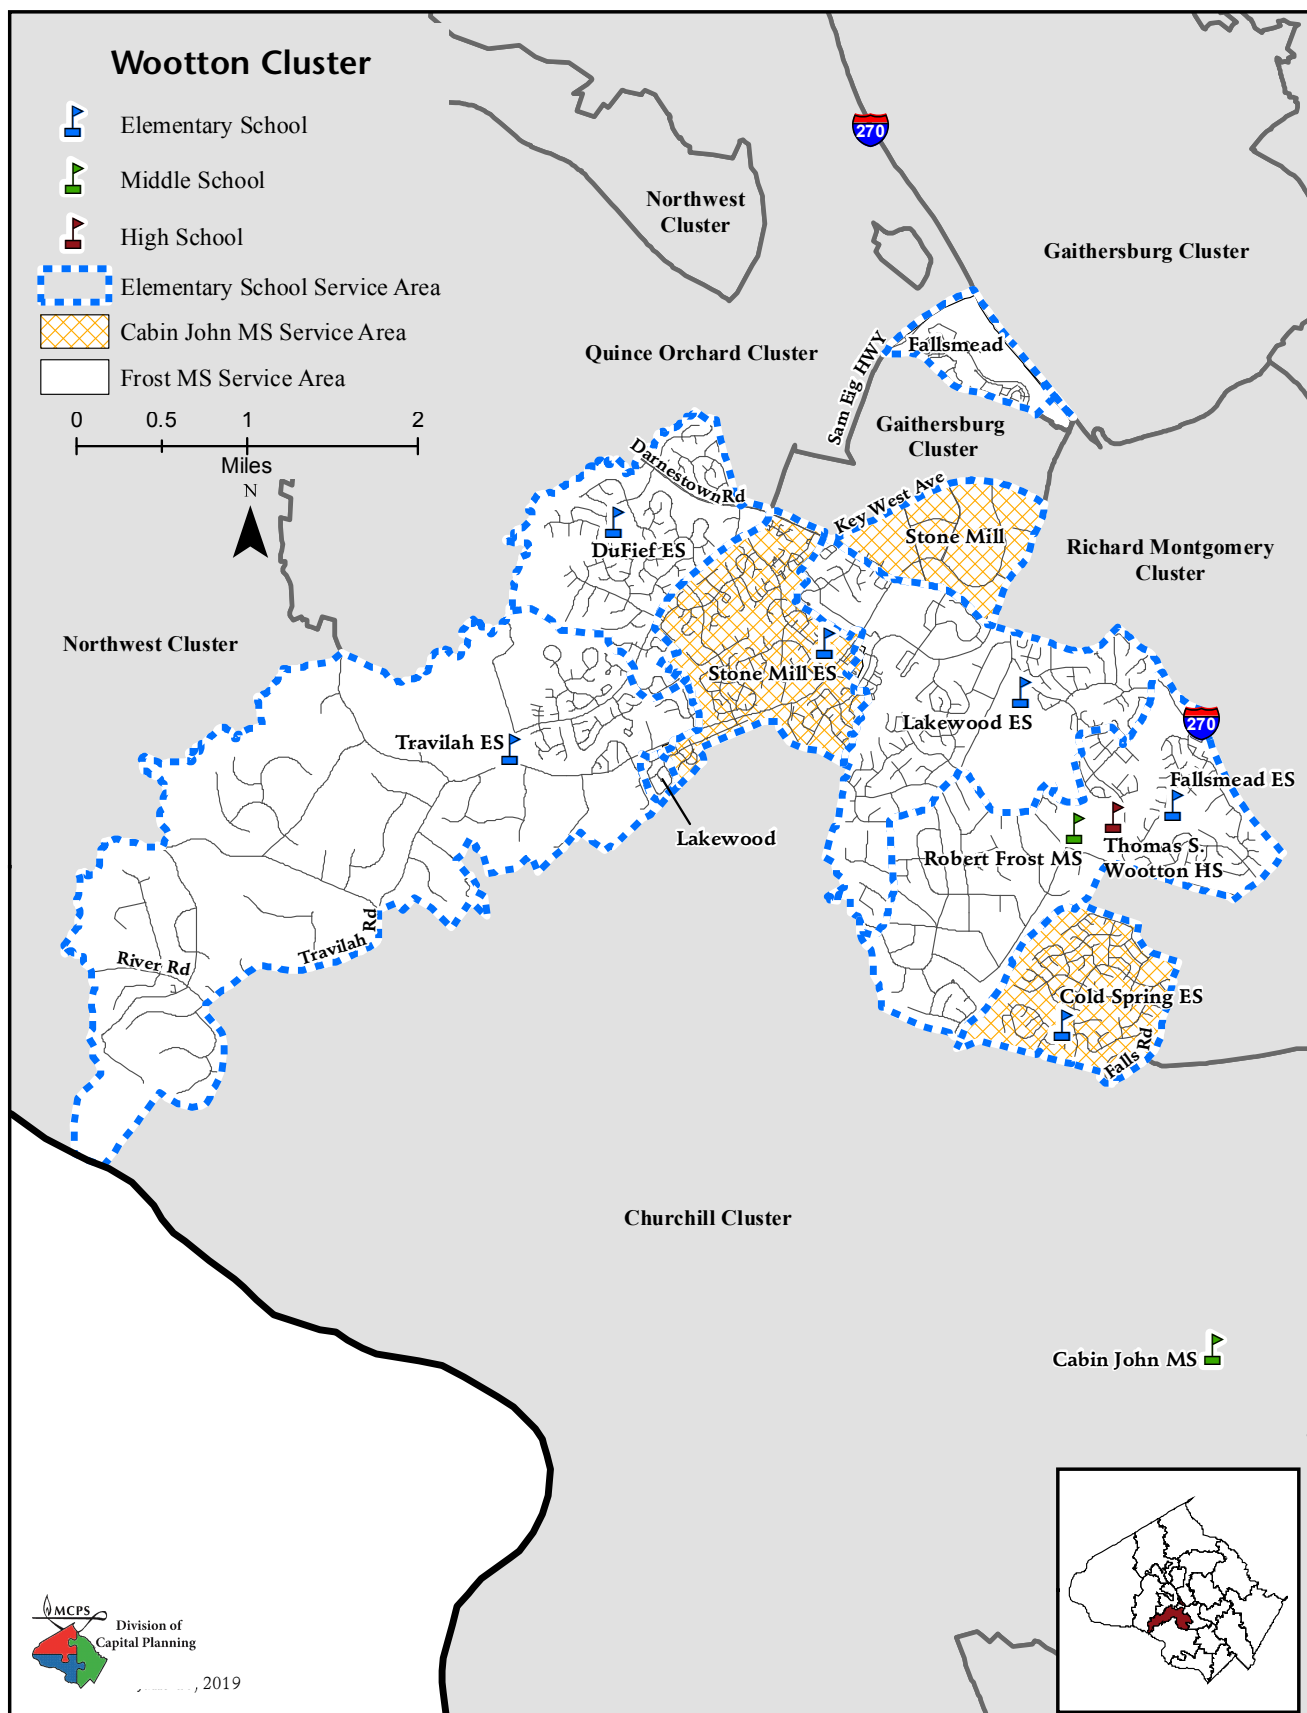 Wootton Cluster
Elementary School
Middle School
High School
Elementary School Service Area
Cabin John MS Service Area
Frost MS Service Area
0 0.5 1 2
Miles
N
270
Northwest
Cluster
Gaithersburg Cluster
Quince Orchard Cluster
Sam Eig HWY
Fallsmead
Gaithersburg
Cluster
Darnestown Rd
Key West Ave
Stone Mill
DuFief ES
Richard Montgomery
Cluster
Northwest Cluster
Stone Mill ES
Lakewood ES
270
Travilah ES
Fallsmead ES
Lakewood
Robert Frost MS
Thomas S.
Wootton HS
Travilah Rd
River Rd
Cold Spring ES
Falls Rd
Churchill Cluster
Cabin John MS
MCPS
Division of
Capital Planning
, 2019